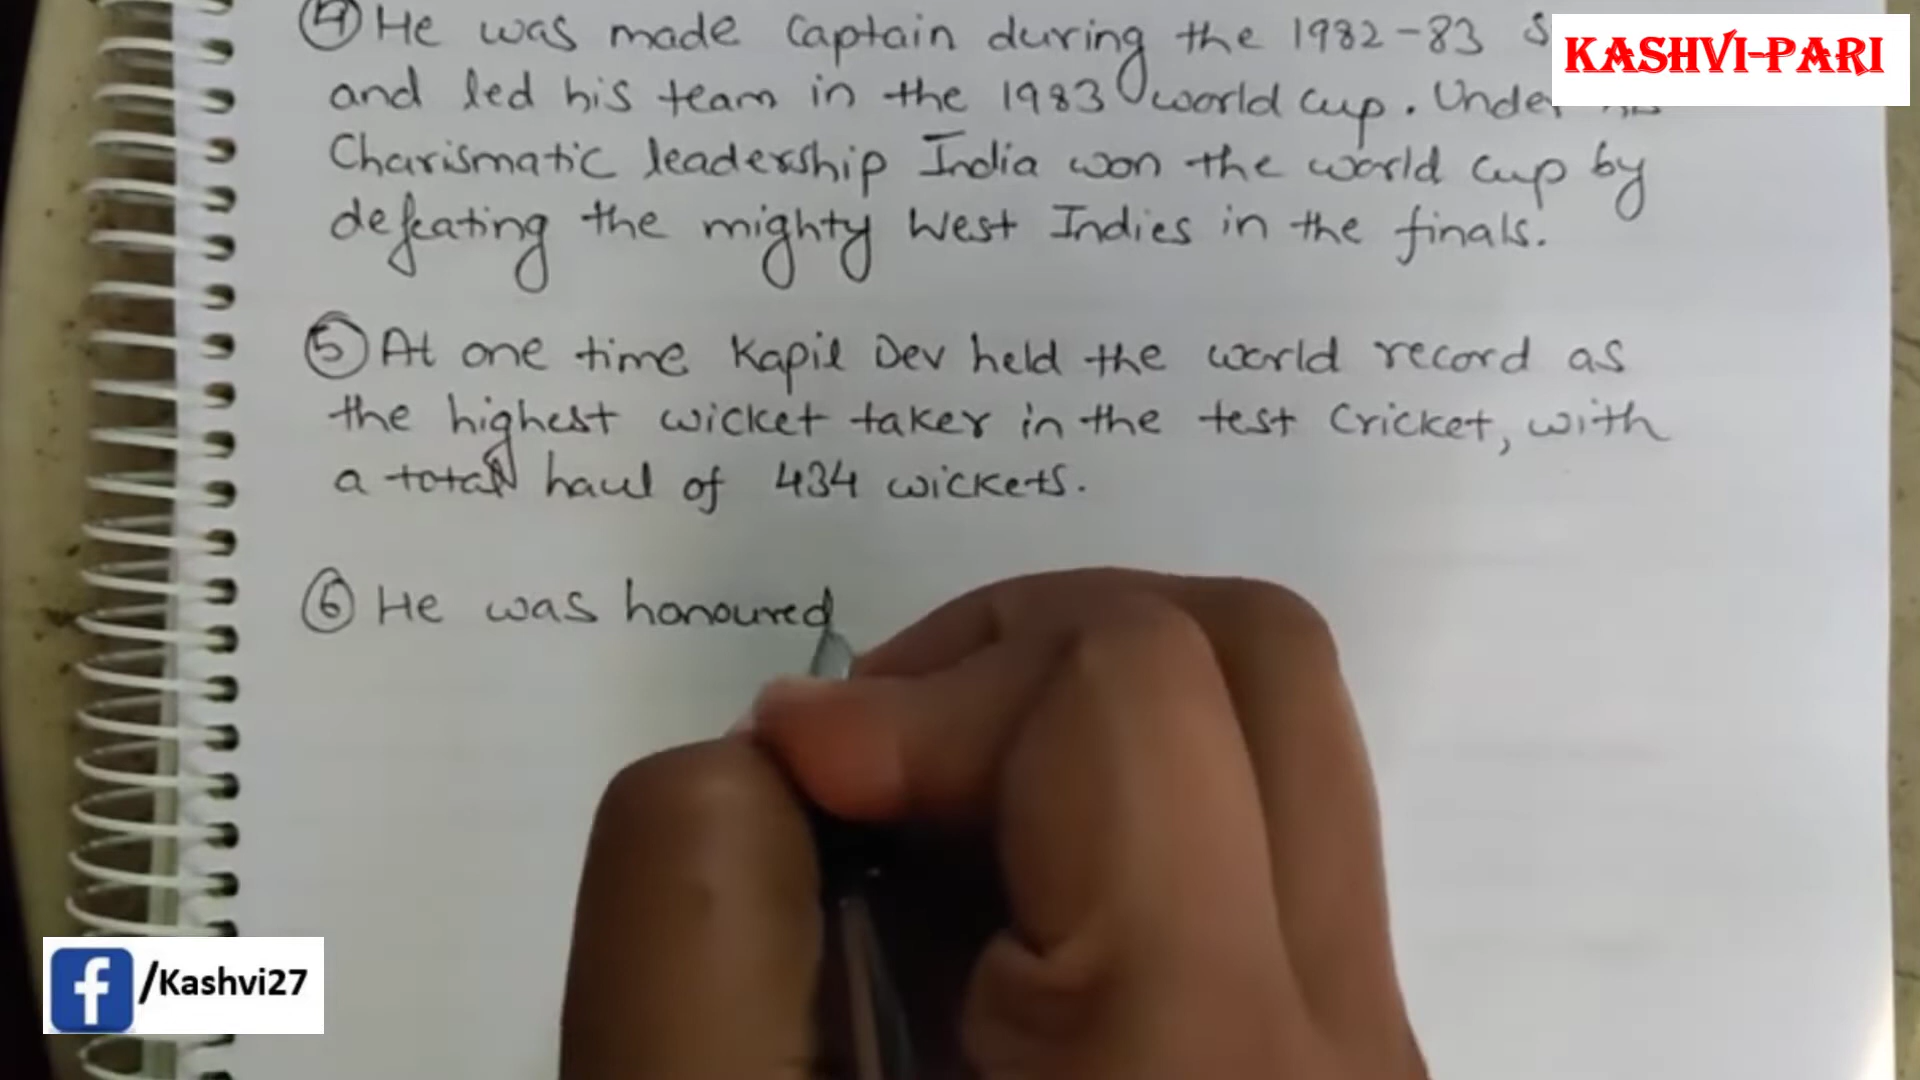 ④ He was made Captain during the 1982-83
KASHVI-PARI
and led his team in the 1983 world cup. Under
Charismatic leadership India won the world cup by
defeating the mighty West Indies in the finals.
⑤ At one time Kapil Dev held the world record as
the highest wicket taker in the test Cricket, with
a total haul of 434 wickets.
⑥ He was honoured
f /Kashvi27